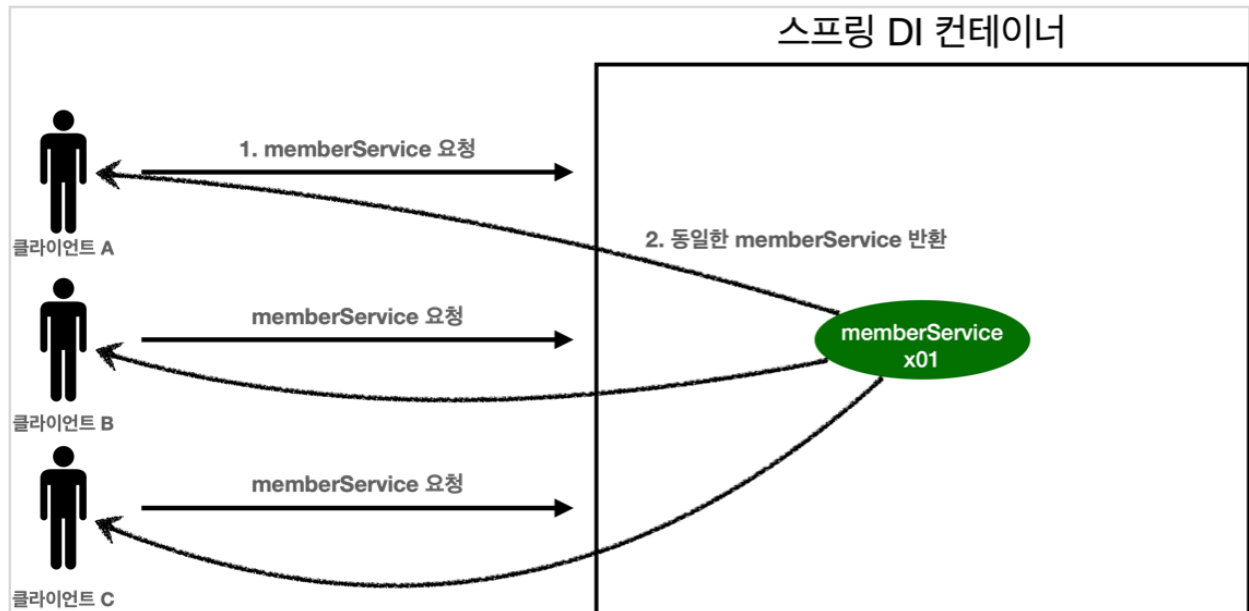 스프링 DI 컨테이너
1. memberService 요청
클라이언트 A
2. 동일한 memberService 반환
memberService 요청
memberService
x01
클라이언트 B
memberService 요청
클라이언트 C